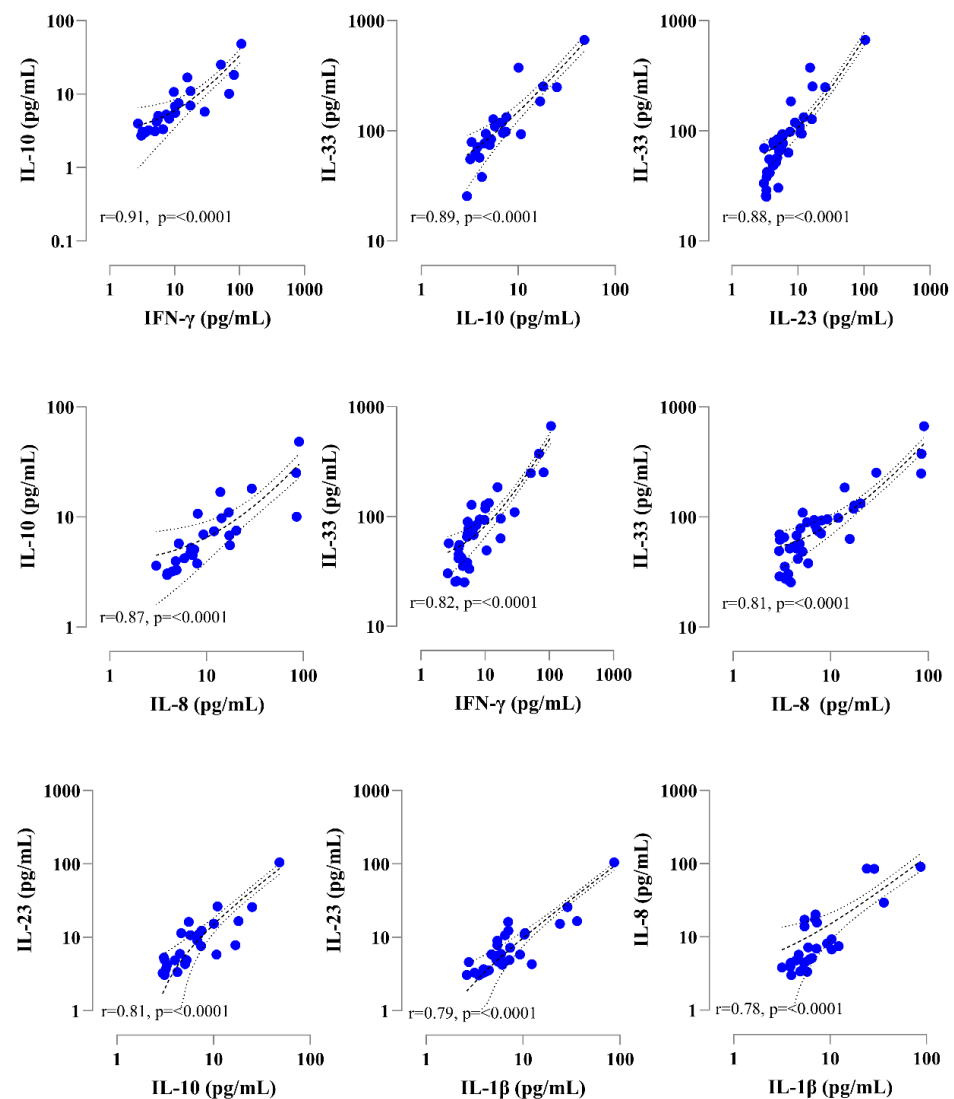 100
10
1
0.1
IL-10 (pg/mL)
r=0.91, p=<0.0001
1 10 100 1000
IFN-γ (pg/mL)
1000
100
10
IL-33 (pg/mL)
r=0.89, p=<0.0001
1 10 100
IL-10 (pg/mL)
1000
100
10
IL-33 (pg/mL)
r=0.88, p=<0.0001
1 10 100 1000
IL-23 (pg/mL)
100
10
1
IL-10 (pg/mL)
r=0.87, p=<0.0001
1 10 100
IL-8 (pg/mL)
1000
100
10
IL-33 (pg/mL)
r=0.82, p=<0.0001
1 10 100 1000
IFN-γ (pg/mL)
1000
100
10
IL-33 (pg/mL)
r=0.81, p=<0.0001
1 10 100
IL-8 (pg/mL)
1000
100
10
1
IL-23 (pg/mL)
r=0.81, p=<0.0001
1 10 100
IL-10 (pg/mL)
1000
100
10
1
IL-23 (pg/mL)
r=0.79, p=<0.0001
1 10 100
IL-1β (pg/mL)
1000
100
10
1
IL-8 (pg/mL)
r=0.78, p=<0.0001
1 10 100
IL-1β (pg/mL)